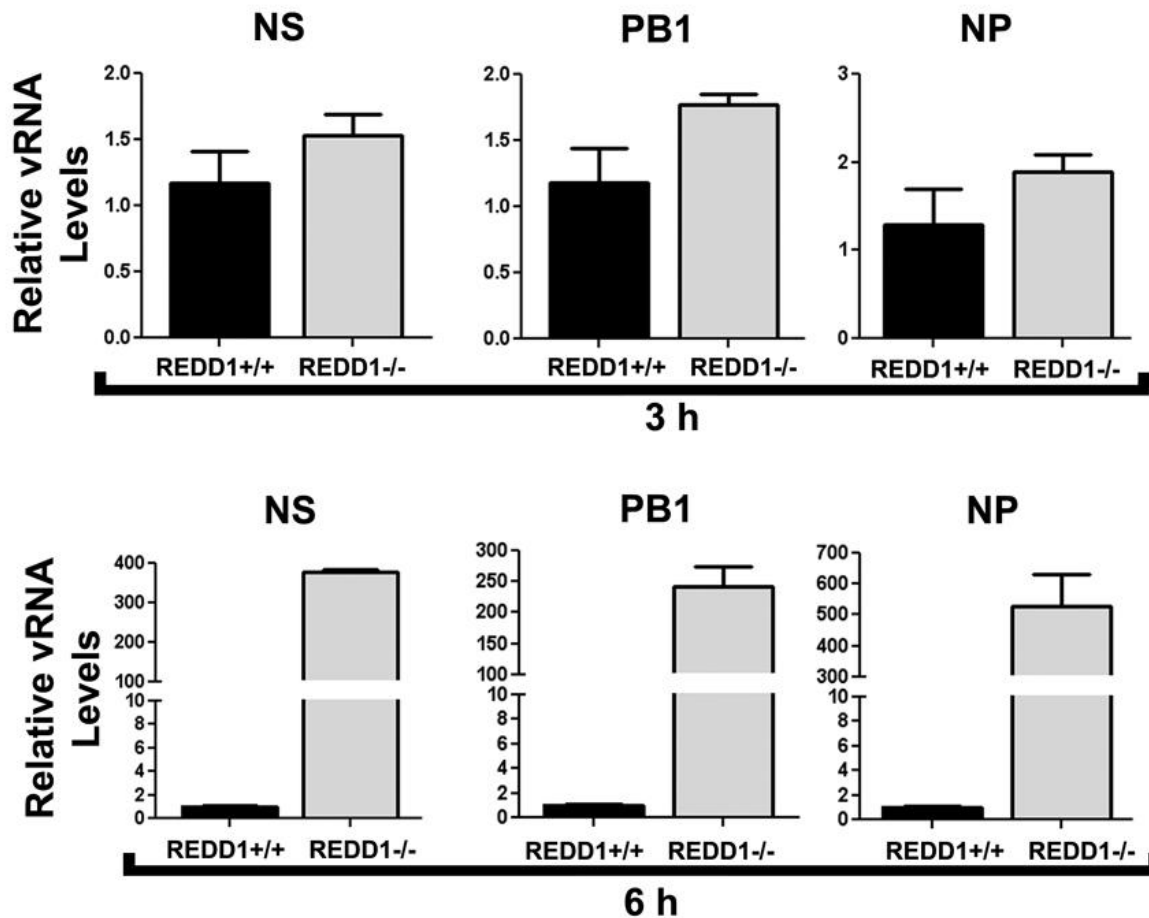 NS
PB1
NP
Relative vRNA
Levels
2.0
1.5
1.0
0.5
0.0
REDD1+/+ REDD1-/-
2.0
1.5
1.0
0.5
0.0
REDD1+/+ REDD1-/-
3
2
1
0
REDD1+/+ REDD1-/-
3 h
NS
PB1
NP
Relative vRNA
Levels
400
300
200
100
10
8
6
4
2
0
REDD1+/+ REDD1-/-
300
250
200
150
100
10
8
6
4
2
0
REDD1+/+ REDD1-/-
700
600
500
400
300
10
8
6
4
2
0
REDD1+/+ REDD1-/-
6 h